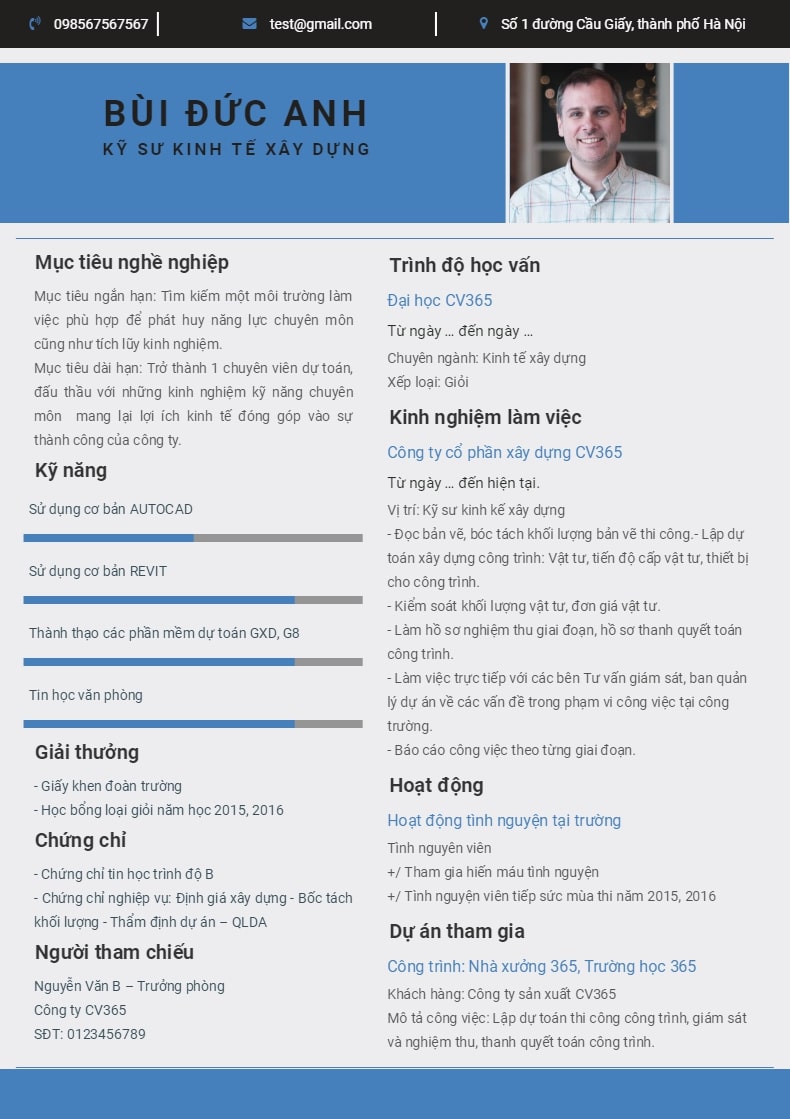 098567567567
test@gmail.com
Số 1 đường Cầu Giấy, thành phố Hà Nội
BÙI ĐỨC ANH
KỸ SƯ KINH TẾ XÂY DỰNG
Mục tiêu nghề nghiệp
Mục tiêu ngắn hạn: Tìm kiếm một môi trường làm
việc phù hợp để phát huy năng lực chuyên môn
cũng như tích lũy kinh nghiệm.
Mục tiêu dài hạn: Trở thành 1 chuyên viên dự toán,
đấu thầu với những kinh nghiệm kỹ năng chuyên
môn mang lại lợi ích kinh tế đóng góp vào sự
thành công của công ty.
Kỹ năng
Sử dụng cơ bản AUTOCAD
Sử dụng cơ bản REVIT
Thành thạo các phần mềm dự toán GXD, G8
Tin học văn phòng
Giải thưởng
- Giấy khen đoàn trường
- Học bổng loại giỏi năm học 2015, 2016
Chứng chỉ
- Chứng chỉ tin học trình độ B
- Chứng chỉ nghiệp vụ: Định giá xây dựng - Bốc tách
khối lượng - Thẩm định dự án – QLDA
Người tham chiếu
Nguyễn Văn B – Trưởng phòng
Công ty CV365
SĐT: 0123456789
Trình độ học vấn
Đại học CV365
Từ ngày ... đến ngày ...
Chuyên ngành: Kinh tế xây dựng
Xếp loại: Giỏi
Kinh nghiệm làm việc
Công ty cổ phần xây dựng CV365
Từ ngày ... đến hiện tại.
Vị trí: Kỹ sư kinh kế xây dựng
- Đọc bản vẽ, bóc tách khối lượng bản vẽ thi công.- Lập dự
toán xây dựng công trình: Vật tư, tiến độ cấp vật tư, thiết bị
cho công trình.
- Kiểm soát khối lượng vật tư, đơn giá vật tư.
- Làm hồ sơ nghiệm thu giai đoạn, hồ sơ thanh quyết toán
công trình.
- Làm việc trực tiếp với các bên Tư vấn giám sát, ban quản
lý dự án về các vấn đề trong phạm vi công việc tại công
trường.
- Báo cáo công việc theo từng giai đoạn.
Hoạt động
Hoạt động tình nguyện tại trường
Tình nguyên viên
+/ Tham gia hiến máu tình nguyện
+/ Tình nguyện viên tiếp sức mùa thi năm 2015, 2016
Dự án tham gia
Công trình: Nhà xưởng 365, Trường học 365
Khách hàng: Công ty sản xuất CV365
Mô tả công việc: Lập dự toán thi công công trình, giám sát
và nghiệm thu, thanh quyết toán công trình.